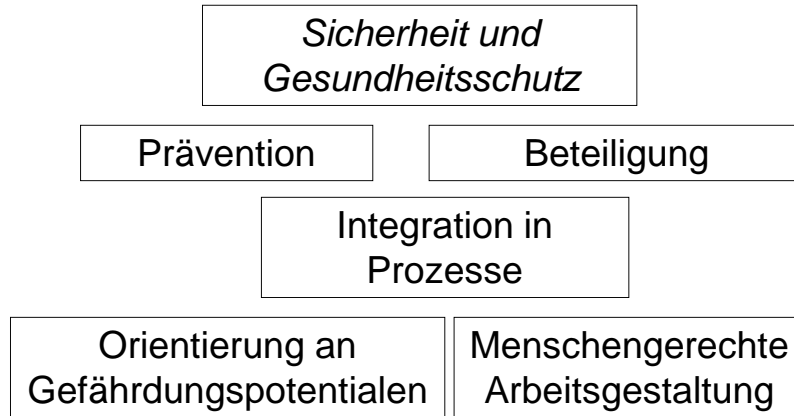 Sicherheit und
Gesundheitsschutz
Prävention
Beteiligung
Integration in
Prozesse
Orientierung an
Gefährdungspotentialen
Menschengerechte
Arbeitsgestaltung